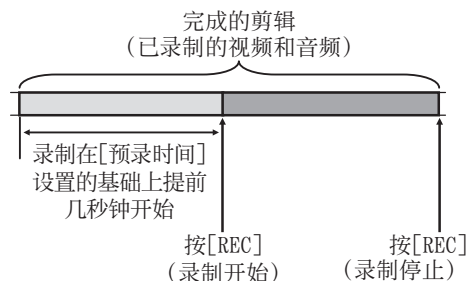 完成的剪辑
（已录制的视频和音频）
录制在[预录时间]
设置的基础上提前
几秒钟开始
按[REC]
（录制开始）
按[REC]
（录制停止）